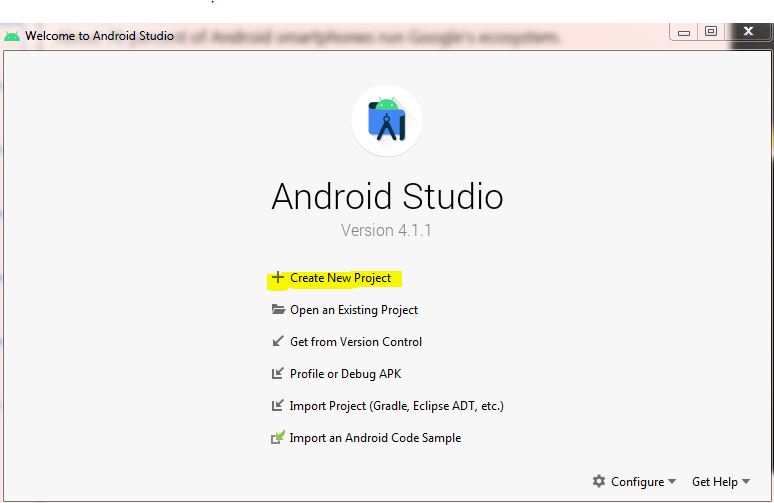 percent of Android smartphones run Google's ecosystem.
Welcome to Android Studio
Android Studio
Version 4.1.1
Create New Project
Open an Existing Project
Get from Version Control
Profile or Debug APK
Import Project (Gradle, Eclipse ADT, etc.)
Import an Android Code Sample
Configure
Get Help